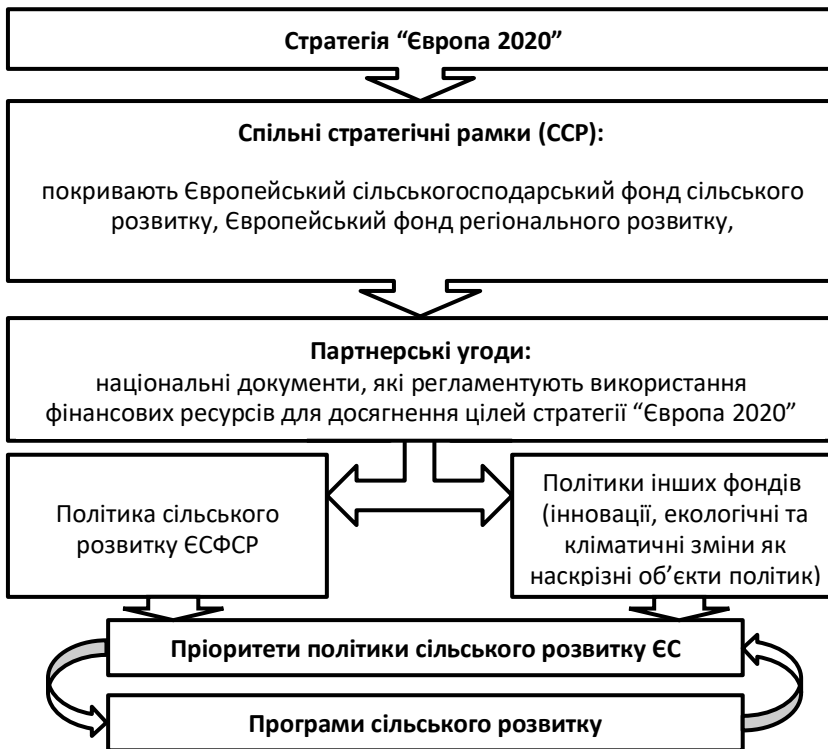 Стратегія “Європа 2020”
Спільні стратегічні рамки (ССР):
покривають Європейський сільськогосподарський фонд сільського
розвитку, Європейський фонд регіонального розвитку,
Партнерські угоди:
національні документи, які регламентують використання
фінансових ресурсів для досягнення цілей стратегії “Європа 2020”
Політика сільського
розвитку ЄСФСР
Політики інших фондів
(інновації, екологічні та
кліматичні зміни як
наскрізні об’єкти політик)
Пріоритети політики сільського розвитку ЄС
Програми сільського розвитку